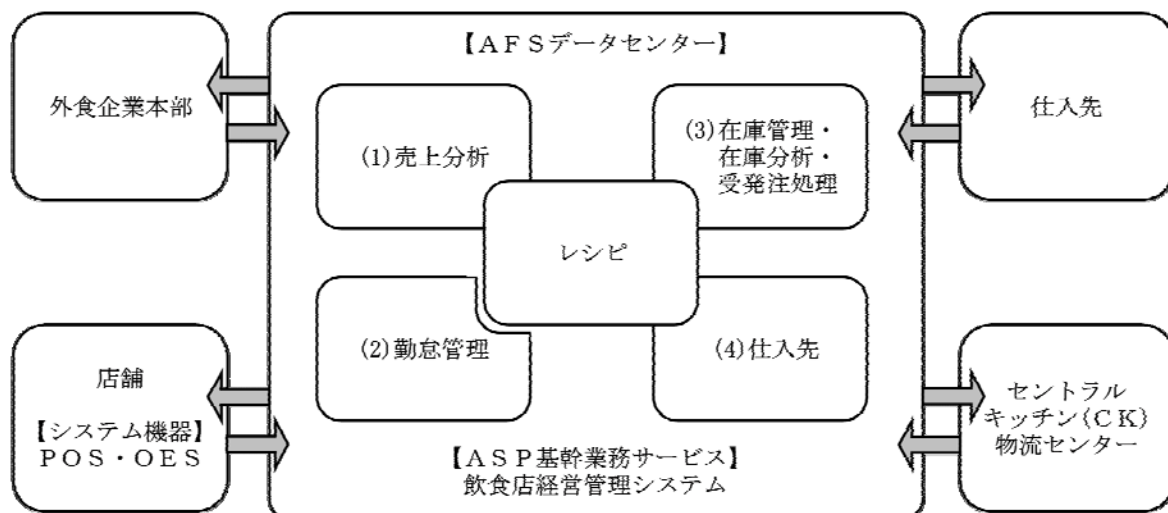 【ＡＦＳデータセンター】
外食企業本部
仕入先
(1)売上分析
(3)在庫管理・
在庫分析・
受発注処理
レシピ
(2)勤怠管理
(4)仕入先
店舗
【システム機器】
ＰＯＳ・ＯＥＳ
セントラル
キッチン(ＣＫ)
物流センター
【ＡＳＰ基幹業務サービス】
飲食店経営管理システム